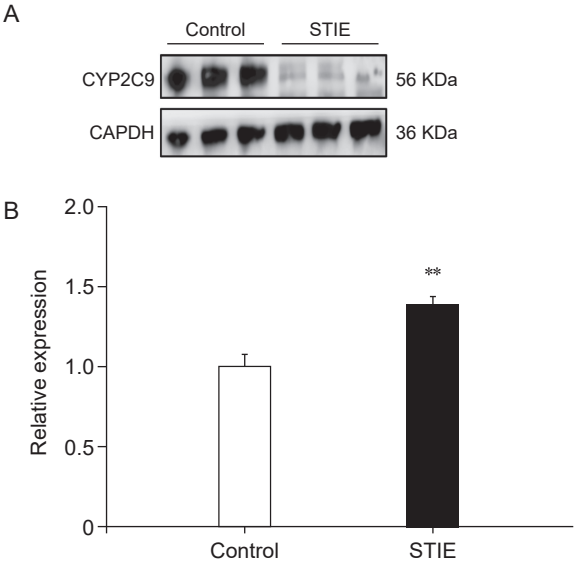 A
Control STIE
CYP2C9 56 KDa
CAPDH 36 KDa
B
2.0
1.5
1.0
0.5
0
Relative expression
**
Control STIE